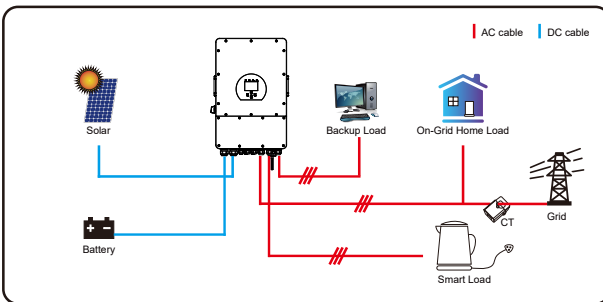 AC cable
DC cable
Solar
Backup Load
On-Grid Home Load
Battery
CT
Grid
Smart Load